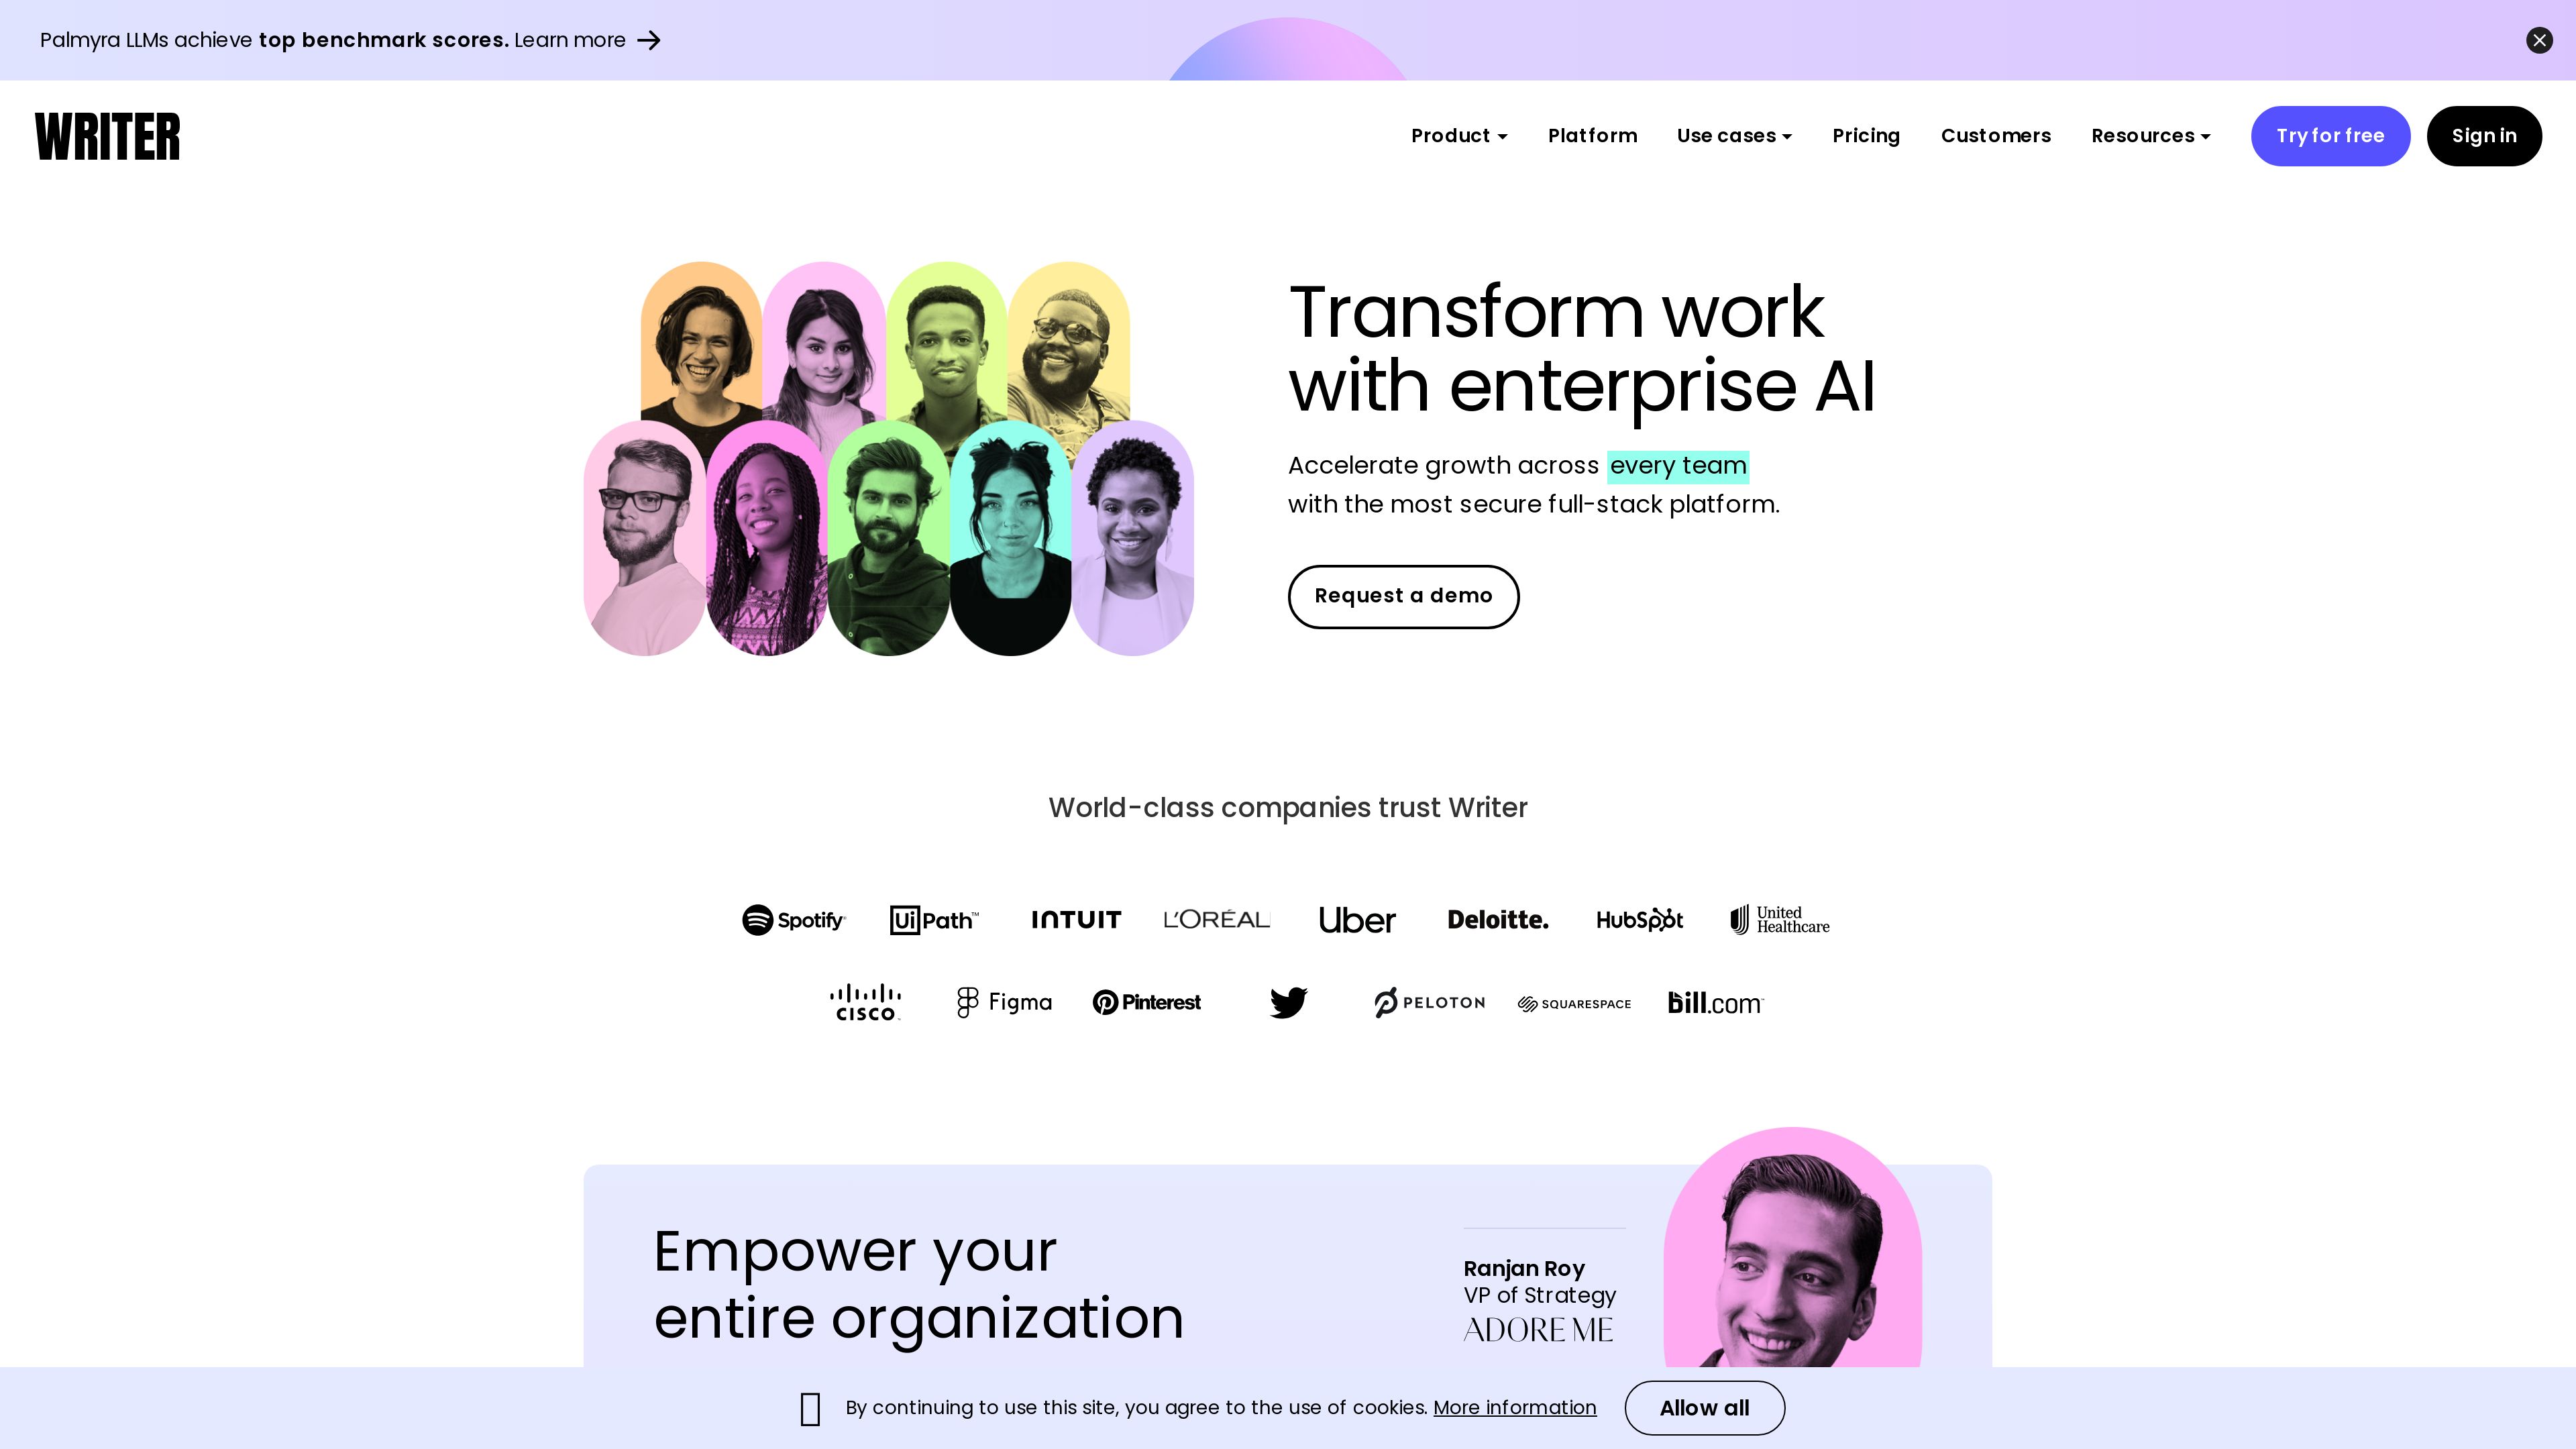 Palmyra LLMs achieve top benchmark scores. Learn more
WRITER
Product
Platform
Use cases
Pricing
Customers
Resources
Try for free
Sign in
Transform work
with enterprise AI
Accelerate growth across every team
with the most secure full-stack platform.
Request a demo
World-class companies trust Writer
Spotify
UiPath™
INTUIT
L'ORÉAL
Uber
Deloitte.
HubSpot
United
Healthcare
CISCO
Figma
Pinterest
PELOTON
SQUARESPACE
bill.com
Empower your
entire organization
Ranjan Roy
VP of Strategy
ADORE ME
By continuing to use this site, you agree to the use of cookies. More information
Allow all